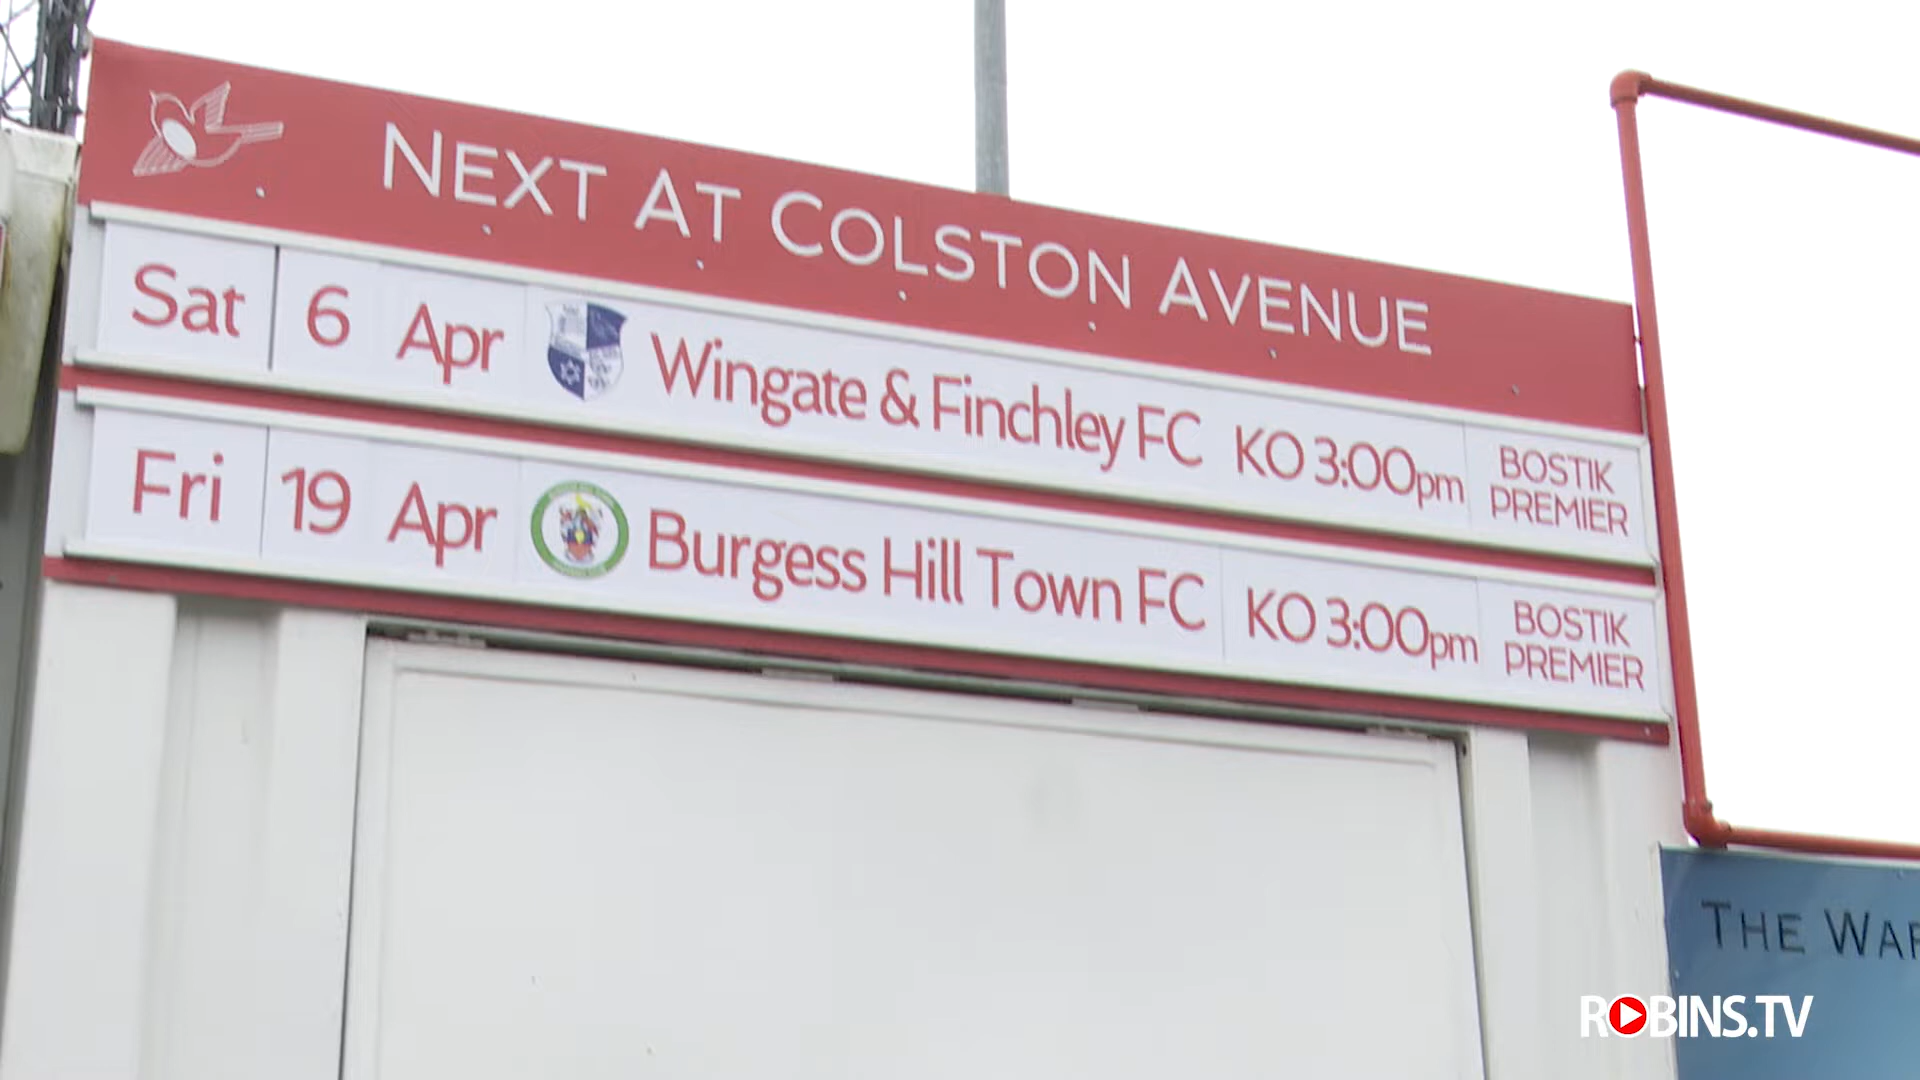 NEXT AT COLSTON AVENUE
Sat 6 Apr Wingate & Finchley FC KO 3:00pm BOSTIK PREMIER
Fri 19 Apr Burgess Hill Town FC KO 3:00pm BOSTIK PREMIER
THE
ROBINS.TV